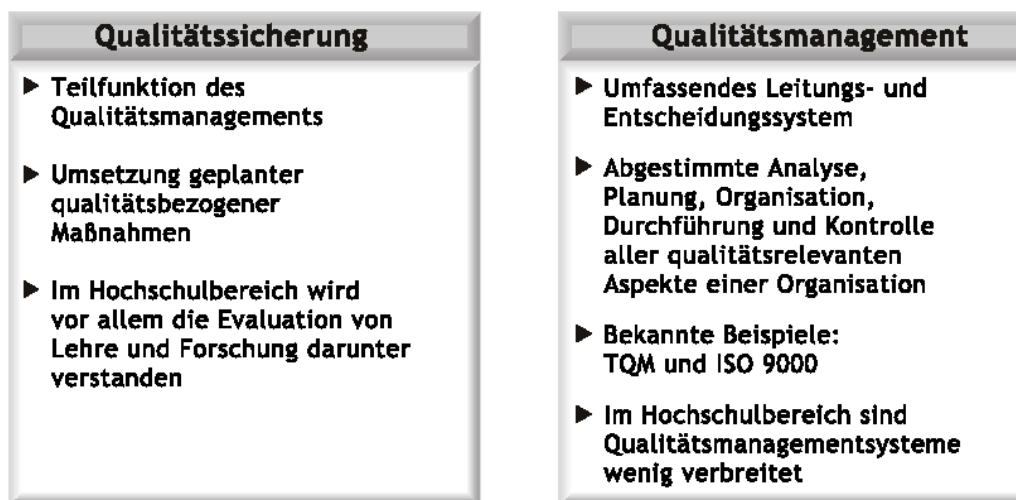 Qualitätssicherung
▶ Teilfunktion des
Qualitätsmanagements
▶ Umsetzung geplanter
qualitätsbezogener
Maßnahmen
▶ Im Hochschulbereich wird
vor allem die Evaluation von
Lehre und Forschung darunter
verstanden
Qualitätsmanagement
▶ Umfassendes Leitungs- und
Entscheidungssystem
▶ Abgestimmte Analyse,
Planung, Organisation,
Durchführung und Kontrolle
aller qualitätsrelevanten
Aspekte einer Organisation
▶ Bekannte Beispiele:
TQM und ISO 9000
▶ Im Hochschulbereich sind
Qualitätsmanagementsysteme
wenig verbreitet